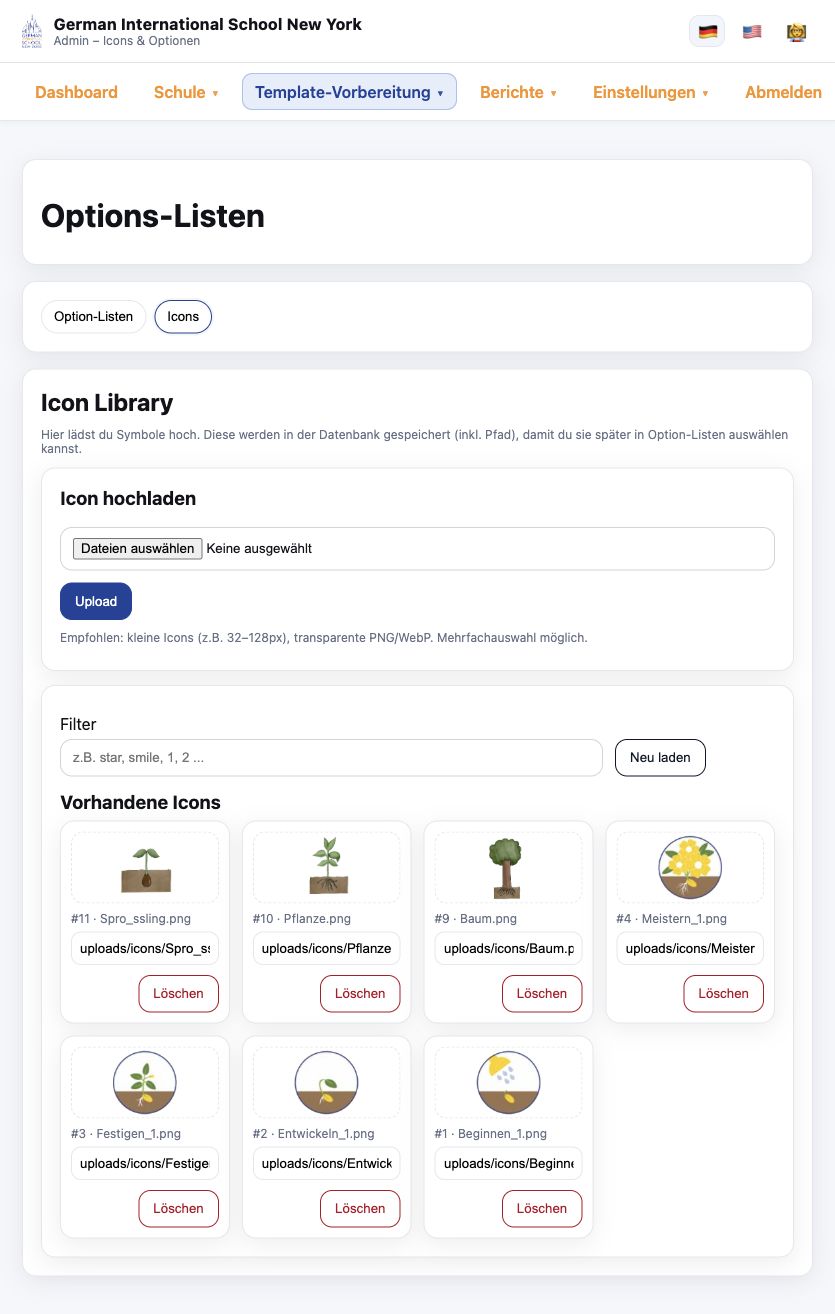 German International School New York
Admin – Icons & Optionen
Dashboard
Schule ▾
Template-Vorbereitung ▾
Berichte ▾
Einstellungen ▾
Abmelden
Options-Listen
Option-Listen
Icons
Icon Library
Hier lädst du Symbole hoch. Diese werden in der Datenbank gespeichert (inkl. Pfad), damit du sie später in Option-Listen auswählen
kannst.
Icon hochladen
Dateien auswählen Keine ausgewählt
Upload
Empfohlen: kleine Icons (z.B. 32–128px), transparente PNG/WebP. Mehrfachauswahl möglich.
Filter
z.B. star, smile, 1, 2 ...
Neu laden
Vorhandene Icons
#11 · Spro_ssling.png
uploads/icons/Spro_s
Löschen
#10 · Pflanze.png
uploads/icons/Pflanze
Löschen
#9 · Baum.png
uploads/icons/Baum.p
Löschen
#4 · Meistern_1.png
uploads/icons/Meister
Löschen
#3 · Festigen_1.png
uploads/icons/Festige
Löschen
#2 · Entwickeln_1.png
uploads/icons/Entwick
Löschen
#1 · Beginnen_1.png
uploads/icons/Beginne
Löschen